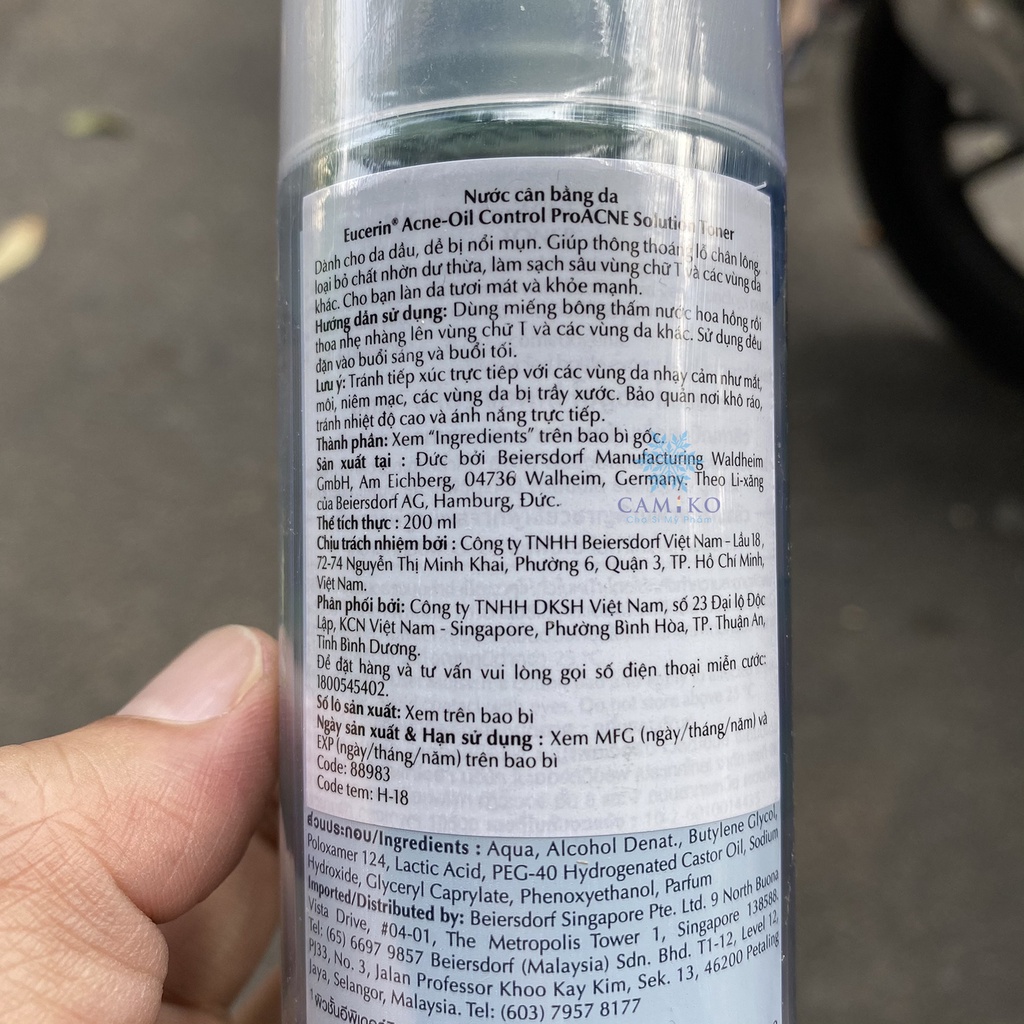 Nước cân bằng da
Eucerin® Acne-Oil Control ProACNE Solution Toner
Dành cho da dầu, dễ bị nổi mụn. Giúp thông thoáng lỗ chân lông,
loại bỏ chất nhờn dư thừa, làm sạch sâu vùng chữ T và các vùng da
khác. Cho bạn làn da tươi mát và khỏe mạnh.
Hướng dẫn sử dụng: Dùng miếng bông thấm nước hoa hồng rồi
thoa nhẹ nhàng lên vùng chữ T và các vùng da khác. Sử dụng đều
dặn vào buổi sáng và buổi tối.
Lưu ý: Tránh tiếp xúc trực tiếp với các vùng da nhạy cảm như mắt,
môi, niêm mạc, các vùng da bị trầy xước. Bảo quản nơi khô ráo,
tránh nhiệt độ cao và ánh nắng trực tiếp.
Thành phần: Xem "Ingredients" trên bao bì gốc.
Sản xuất tại : Đức bởi Beiersdorf Manufacturing Waldheim
GmbH, Am Eichberg, 04736 Walheim, Germany. Theo Li-xăng
của Beiersdorf AG, Hamburg, Đức.
CAMIKO
Thể tích thực : 200 ml
Chịu trách nhiệm bởi : Công ty TNHH Beiersdorf Việt Nam - Lầu 18,
72-74 Nguyễn Thị Minh Khai, Phường 6, Quận 3, TP. Hồ Chí Minh,
Việt Nam.
Phân phối bởi: Công ty TNHH DKSH Việt Nam, số 23 Đại lộ Độc
Lập, KCN Việt Nam - Singapore, Phường Bình Hòa, TP. Thuận An,
Tỉnh Bình Dương.
Để đặt hàng và tư vấn vui lòng gọi số điện thoại miễn cước:
1800545402.
Số lô sản xuất: Xem trên bao bì
Ngày sản xuất & Hạn sử dụng : Xem MFG (ngày/tháng/năm) và
EXP (ngày/tháng/năm) trên bao bì
Code: 88983
Code tem: H-18
ส่วนประกอบ/Ingredients : Aqua, Alcohol Denat., Butylene Glycol,
Poloxamer 124, Lactic Acid, PEG-40 Hydrogenated Castor Oil, Sodium
Hydroxide, Glyceryl Caprylate, Phenoxyethanol, Parfum
Imported/Distributed by: Beiersdorf Singapore Pte. Ltd. 9 North Buona
Vista Drive, #04-01, The Metropolis Tower 1, Singapore 138588,
Tel: (65) 6697 9857 Beiersdorf (Malaysia) Sdn. Bhd. T1-12, Level 12,
PJ33, No. 3, Jalan Professor Khoo Kay Kim, Sek. 13, 46200 Petaling
Jaya, Selangor, Malaysia. Tel: (603) 7957 8177